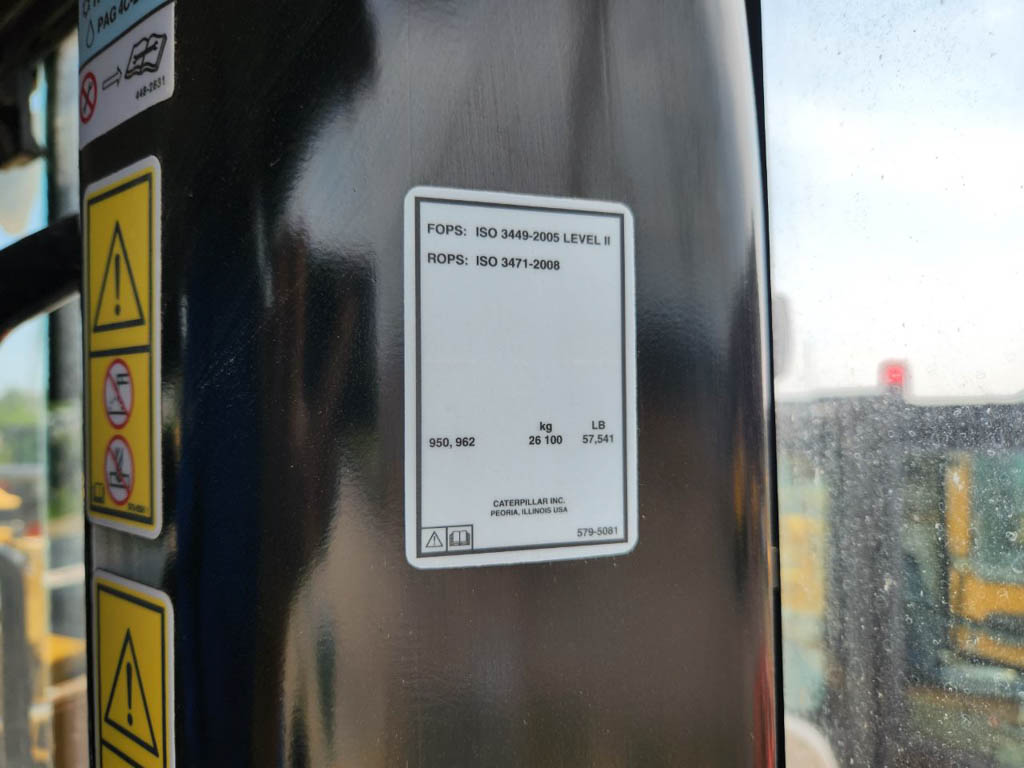 PAG 4C-
448-2831
FOPS: ISO 3449-2005 LEVEL II
ROPS: ISO 3471-2008
kg LB
950, 962 26 100 57,541
CATERPILLAR INC.
PEORIA, ILLINOIS USA
579-5081